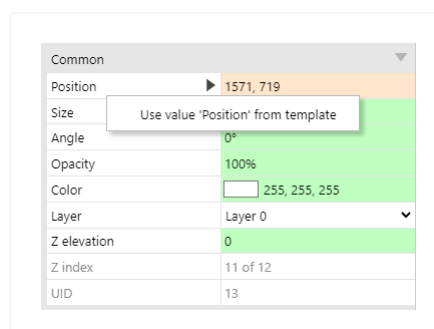 Common
Position 1571, 719
Size
Use value 'Position' from template
Angle 0°
Opacity 100%
Color 255, 255, 255
Layer Layer 0
Z elevation 0
Z index 11 of 12
UID 13